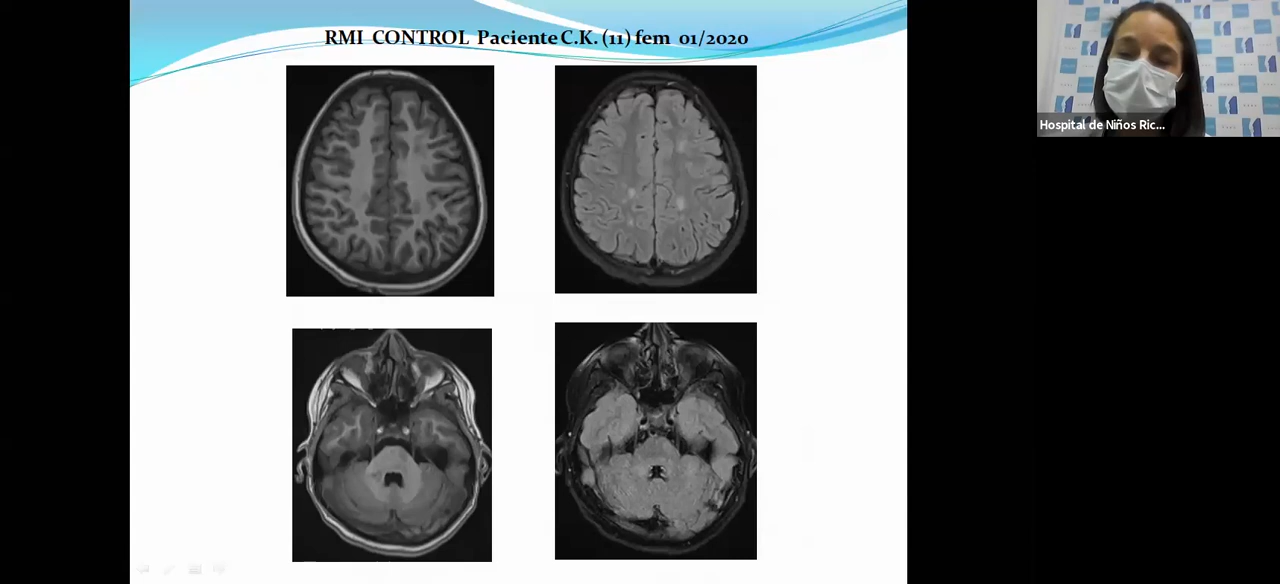 RMI CONTROL Paciente C.K. (11) fem 01/2020
Hospital de Niños Ric...